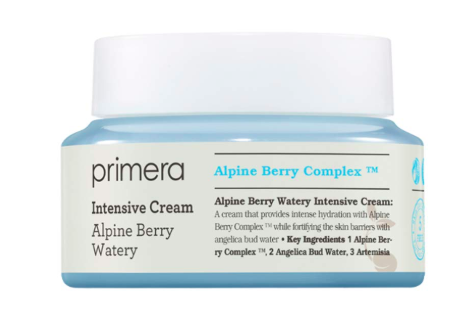 primera
Intensive Cream
Alpine Berry
Watery
Alpine Berry Complex ™
Alpine Berry Watery Intensive Cream:
A cream that provides intense hydration with Alpine
Berry Complex ™ while fortifying the skin barriers with
angelica bud water • Key Ingredients 1 Alpine Ber-
ry Complex ™, 2 Angelica Bud Water, 3 Artemisia